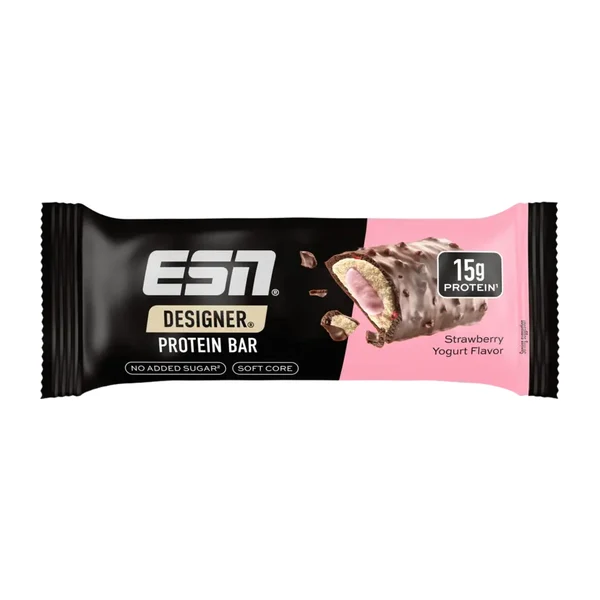 ESN®
DESIGNER®
PROTEIN BAR
NO ADDED SUGAR²
SOFT CORE
15g
PROTEIN¹
Strawberry
Yogurt Flavor